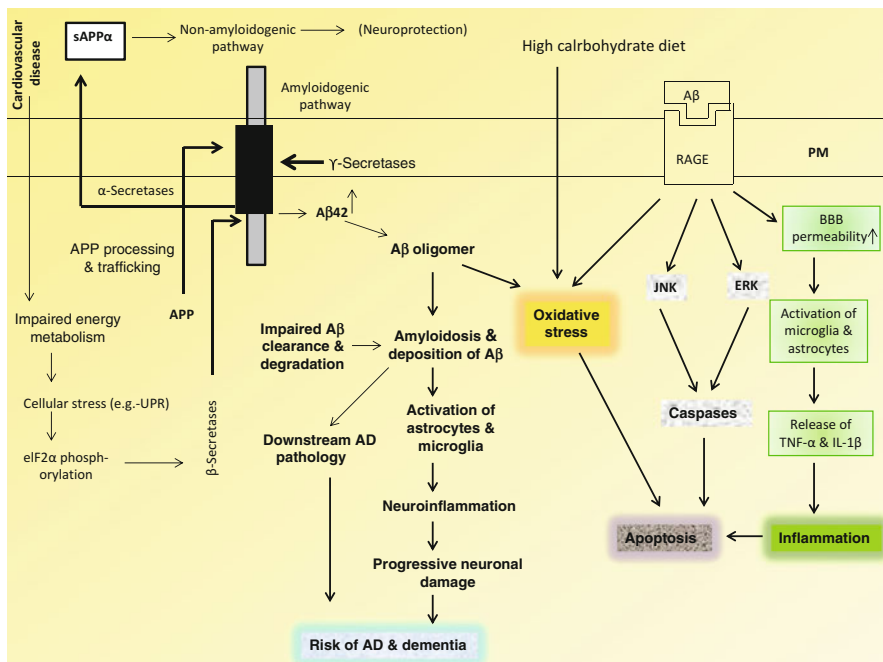 Cardiovascular
disease
sAPPα
Non-amyloidogenic
pathway
(Neuroprotection)
High calrbohydrate diet
Amyloidogenic
pathway
Aβ
RAGE
PM
γ-Secretases
α-Secretases
Aβ42
APP processing
& trafficking
APP
Aβ oligomer
BBB
permeability
JNK
ERK
Impaired energy
metabolism
Impaired Aβ
clearance &
degradation
Amyloidosis &
deposition of Aβ
Oxidative
stress
Activation of
microglia &
astrocytes
Cellular stress (e.g.-UPR)
β-Secretases
Activation of
astrocytes &
microglia
Caspases
Release of
TNF-α & IL-1β
eIF2α phosph-
orylation
Downstream AD
pathology
Neuroinflammation
Apoptosis
Inflammation
Progressive neuronal
damage
Risk of AD & dementia